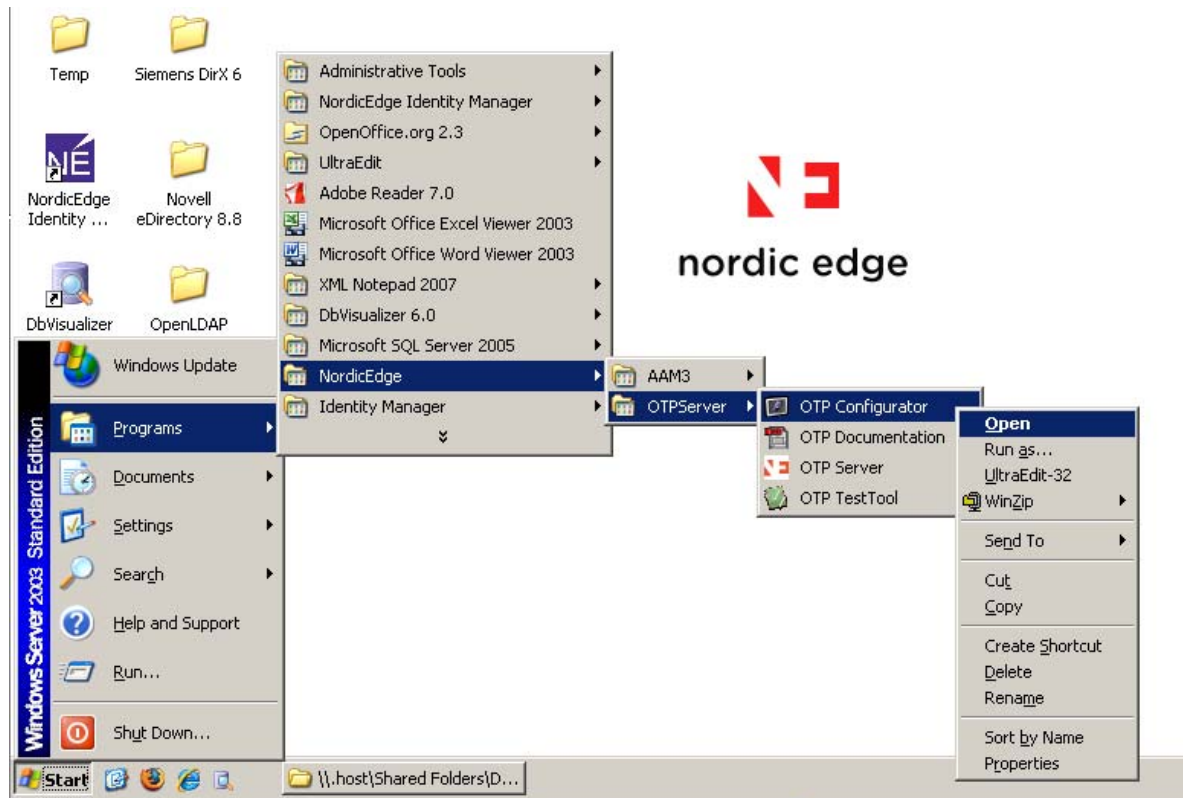 Temp
Siemens DirX 6
NordicEdge
Identity ...
Novell
eDirectory 8.8
DbVisualizer
OpenLDAP
NE
nordic edge
Windows Server 2003 Standard Edition
Windows Update
Programs
Documents
Settings
Search
Help and Support
Run...
Shut Down...
Administrative Tools
NordicEdge Identity Manager
OpenOffice.org 2.3
UltraEdit
Adobe Reader 7.0
Microsoft Office Excel Viewer 2003
Microsoft Office Word Viewer 2003
XML Notepad 2007
DbVisualizer 6.0
Microsoft SQL Server 2005
NordicEdge
Identity Manager
AAM3
OTPServer
OTP Configurator
OTP Documentation
OTP Server
OTP TestTool
Open
Run as...
UltraEdit-32
WinZip
Send To
Cut
Copy
Create Shortcut
Delete
Rename
Sort by Name
Properties
Start
\\.host\Shared Folders\D...